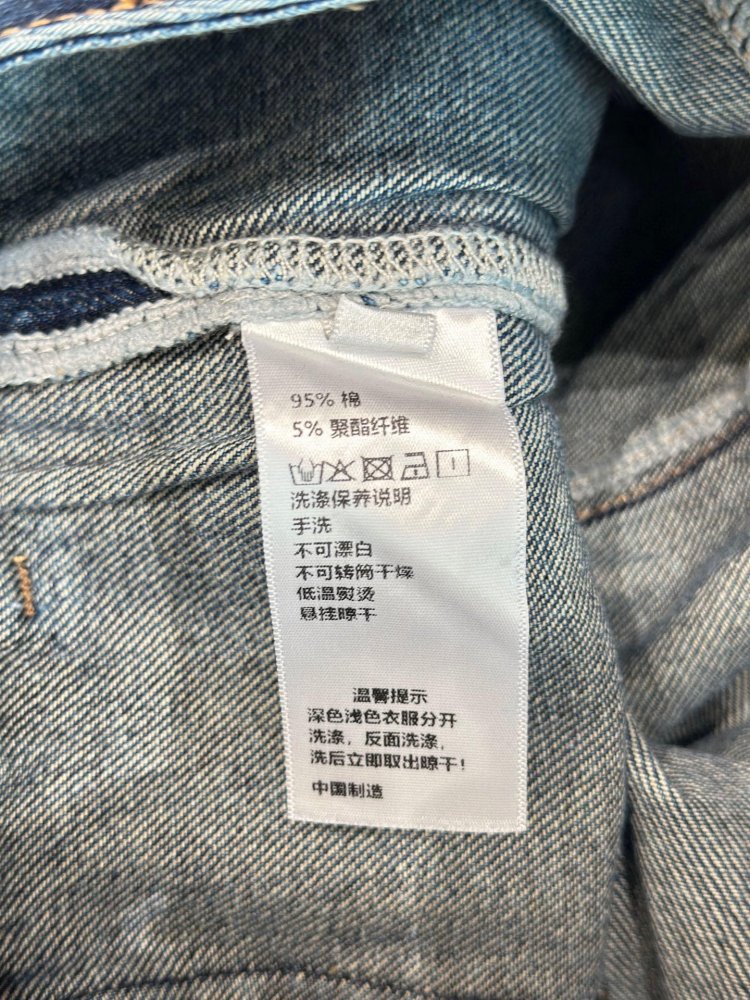 95% 棉
5% 聚酯纤维
洗涤保养说明
手洗
不可漂白
不可转筒干燥
低温熨烫
悬挂晾干
温馨提示
深色浅色衣服分开
洗涤，反面洗涤，
洗后立即取出晾干！
中国制造